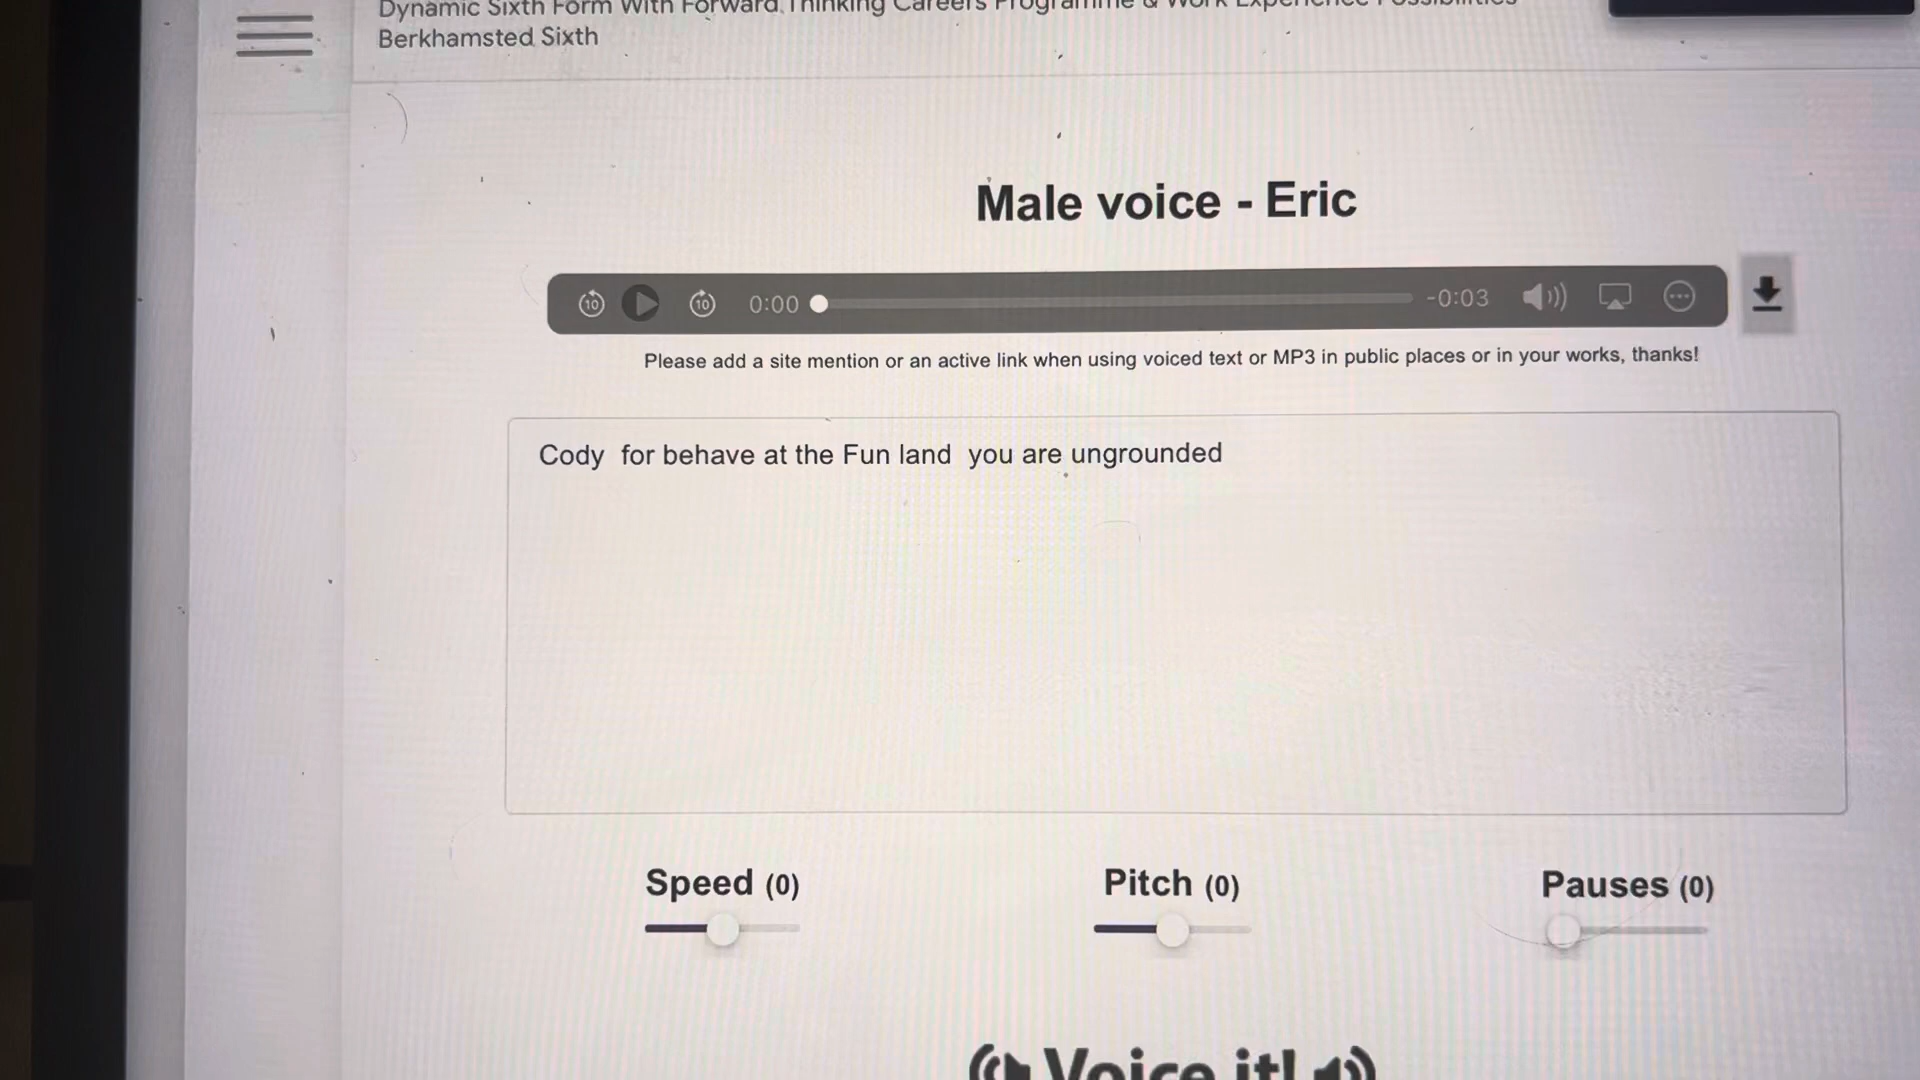 Dynamic Sixth Form With Forward Thinking Careers Programme & Work Experience Possibilities
Berkhamsted Sixth
Male voice - Eric
10
10
0:00
-0:03
Please add a site mention or an active link when using voiced text or MP3 in public places or in your works, thanks!
Cody  for behave at the Fun land  you are ungrounded
Speed (0)
Pitch (0)
Pauses (0)
Voice it!